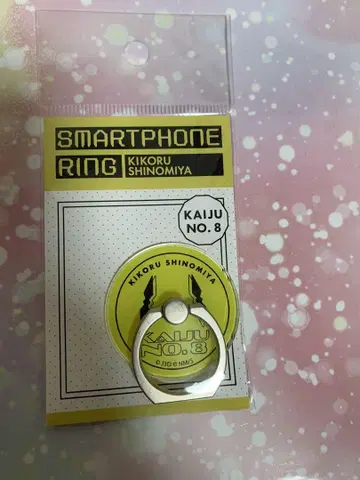 SMARTPHONE
RING
KIKORU
SHINOMIYA
KAIJU
NO. 8
KIKORU SHINOMIYA
KAIJU
NO.8